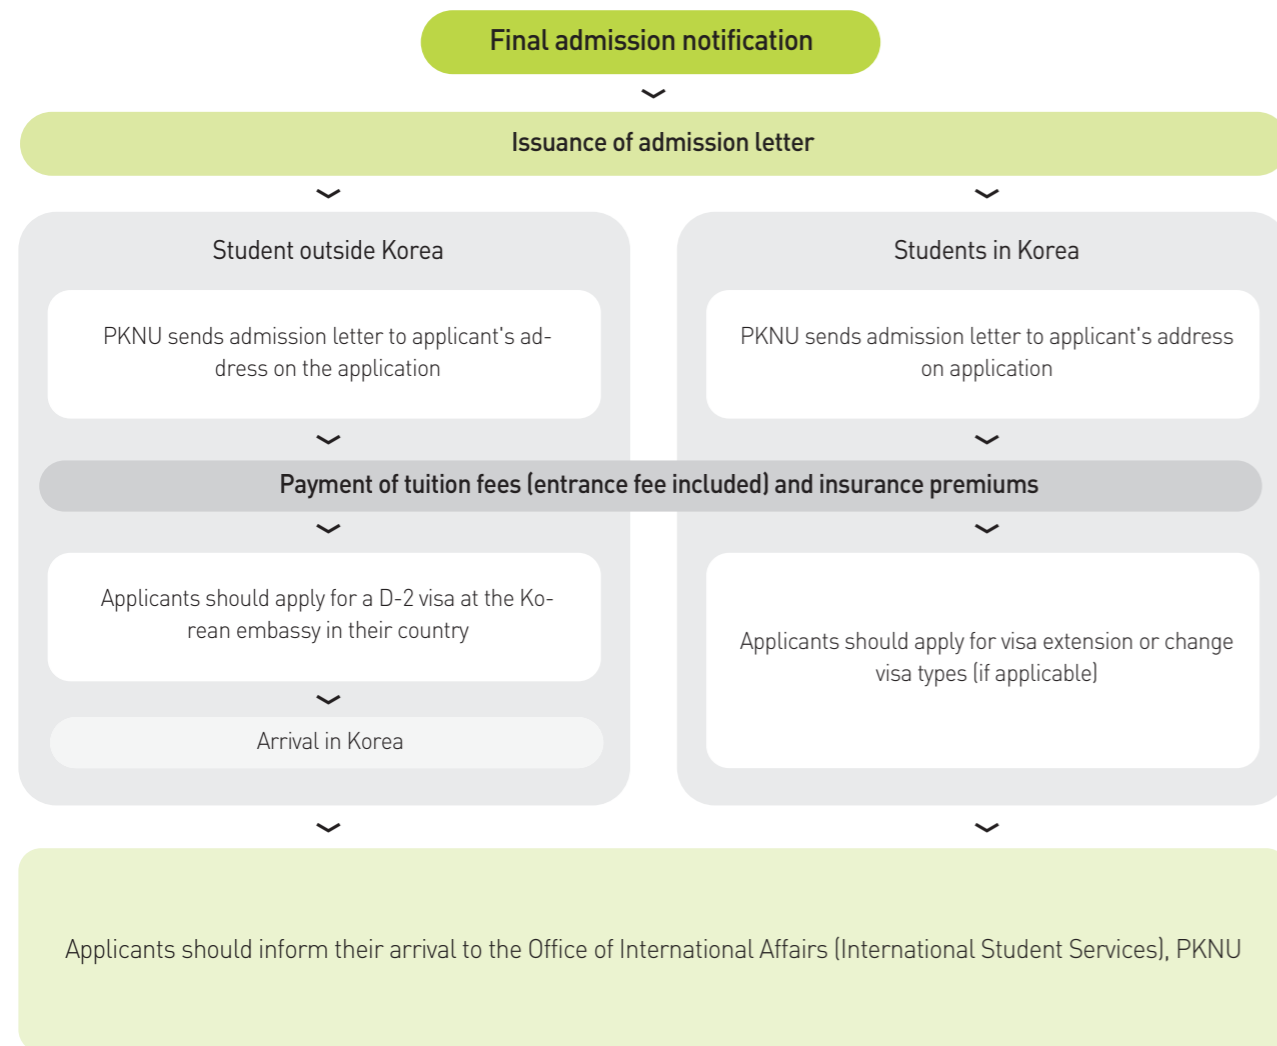 Final admission notification
Issuance of admission letter
Student outside Korea
PKNU sends admission letter to applicant's ad-
dress on the application
Students in Korea
PKNU sends admission letter to applicant's address
on application
Payment of tuition fees (entrance fee included) and insurance premiums
Applicants should apply for a D-2 visa at the Ko-
rean embassy in their country
Arrival in Korea
Applicants should apply for visa extension or change
visa types (if applicable)
Applicants should inform their arrival to the Office of International Affairs (International Student Services), PKNU